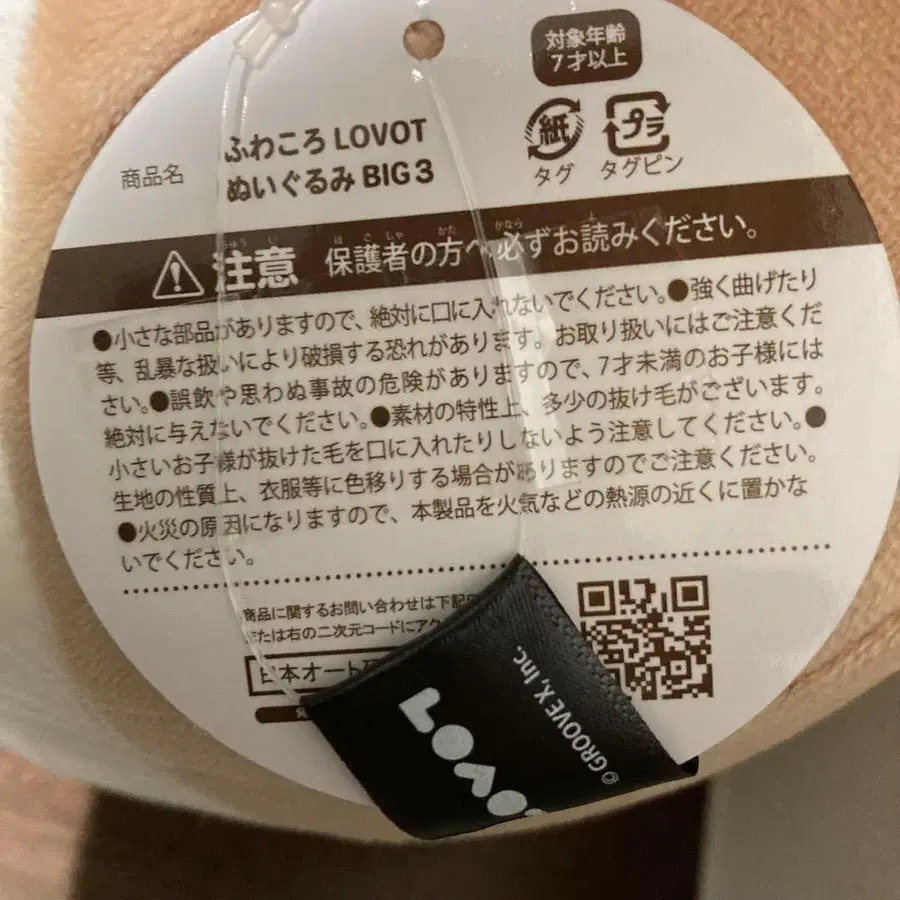 対象年齢
7才以上
商品名
ふわころ LOVOT
ぬいぐるみ BIG 3
紙
プラ
タグ
タグピン
注意 保護者の方へ必ずお読みください。
●小さな部品がありますので、絶対に口に入れないでください。●強く曲げたり
等、乱暴な扱いにより破損する恐れがあります。お取り扱いにはご注意くだ
さい。●誤飲や思わぬ事故の危険がありますので、7才未満のお子様には
絶対に与えないでください。●素材の特性上、多少の抜け毛がございます。
小さいお子様が抜けた毛を口に入れたりしないよう注意してください。●
生地の性質上、衣服等に色移りする場合がありますのでご注意ください。
●火災の原因になりますので、本製品を火気などの熱源の近くに置かな
いでください。
商品に関するお問い合わせは下記
または右の二次元コードにアク
日本オート
©GROOVE X, Inc.
LOVO